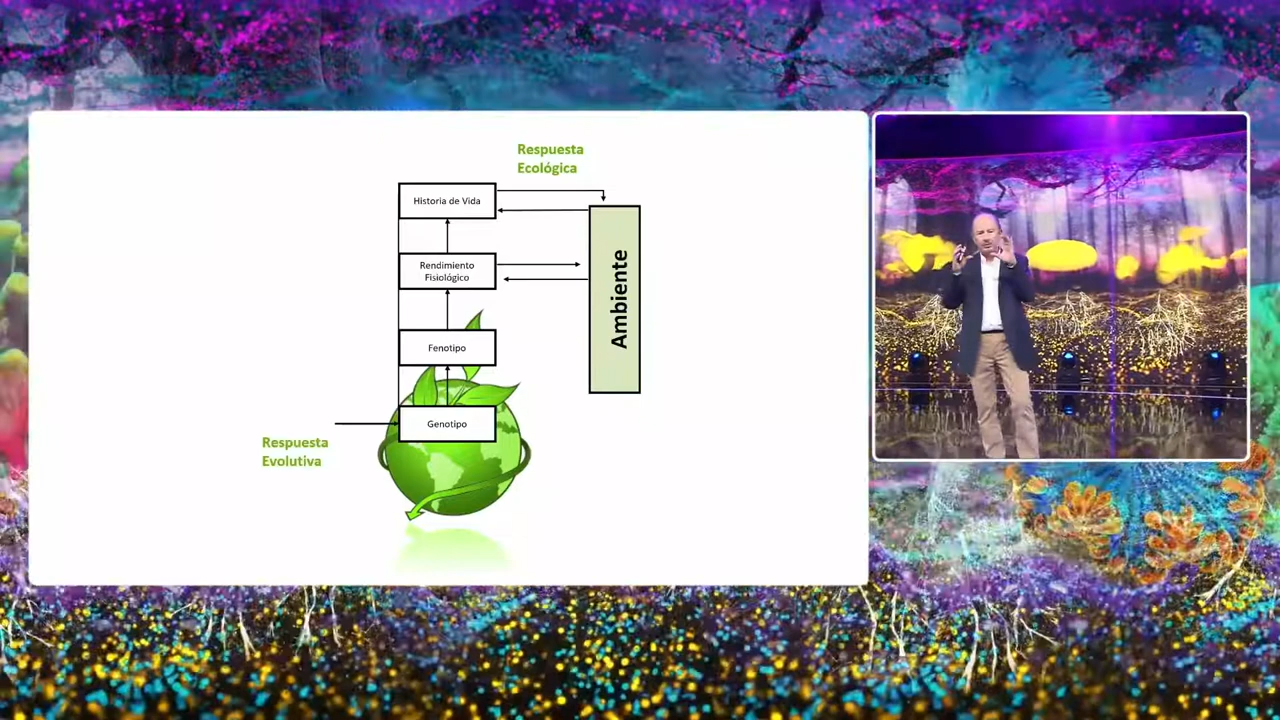 Respuesta
Ecológica
Historia de Vida
Rendimiento
Fisiológico
Ambiente
Fenotipo
Genotipo
Respuesta
Evolutiva